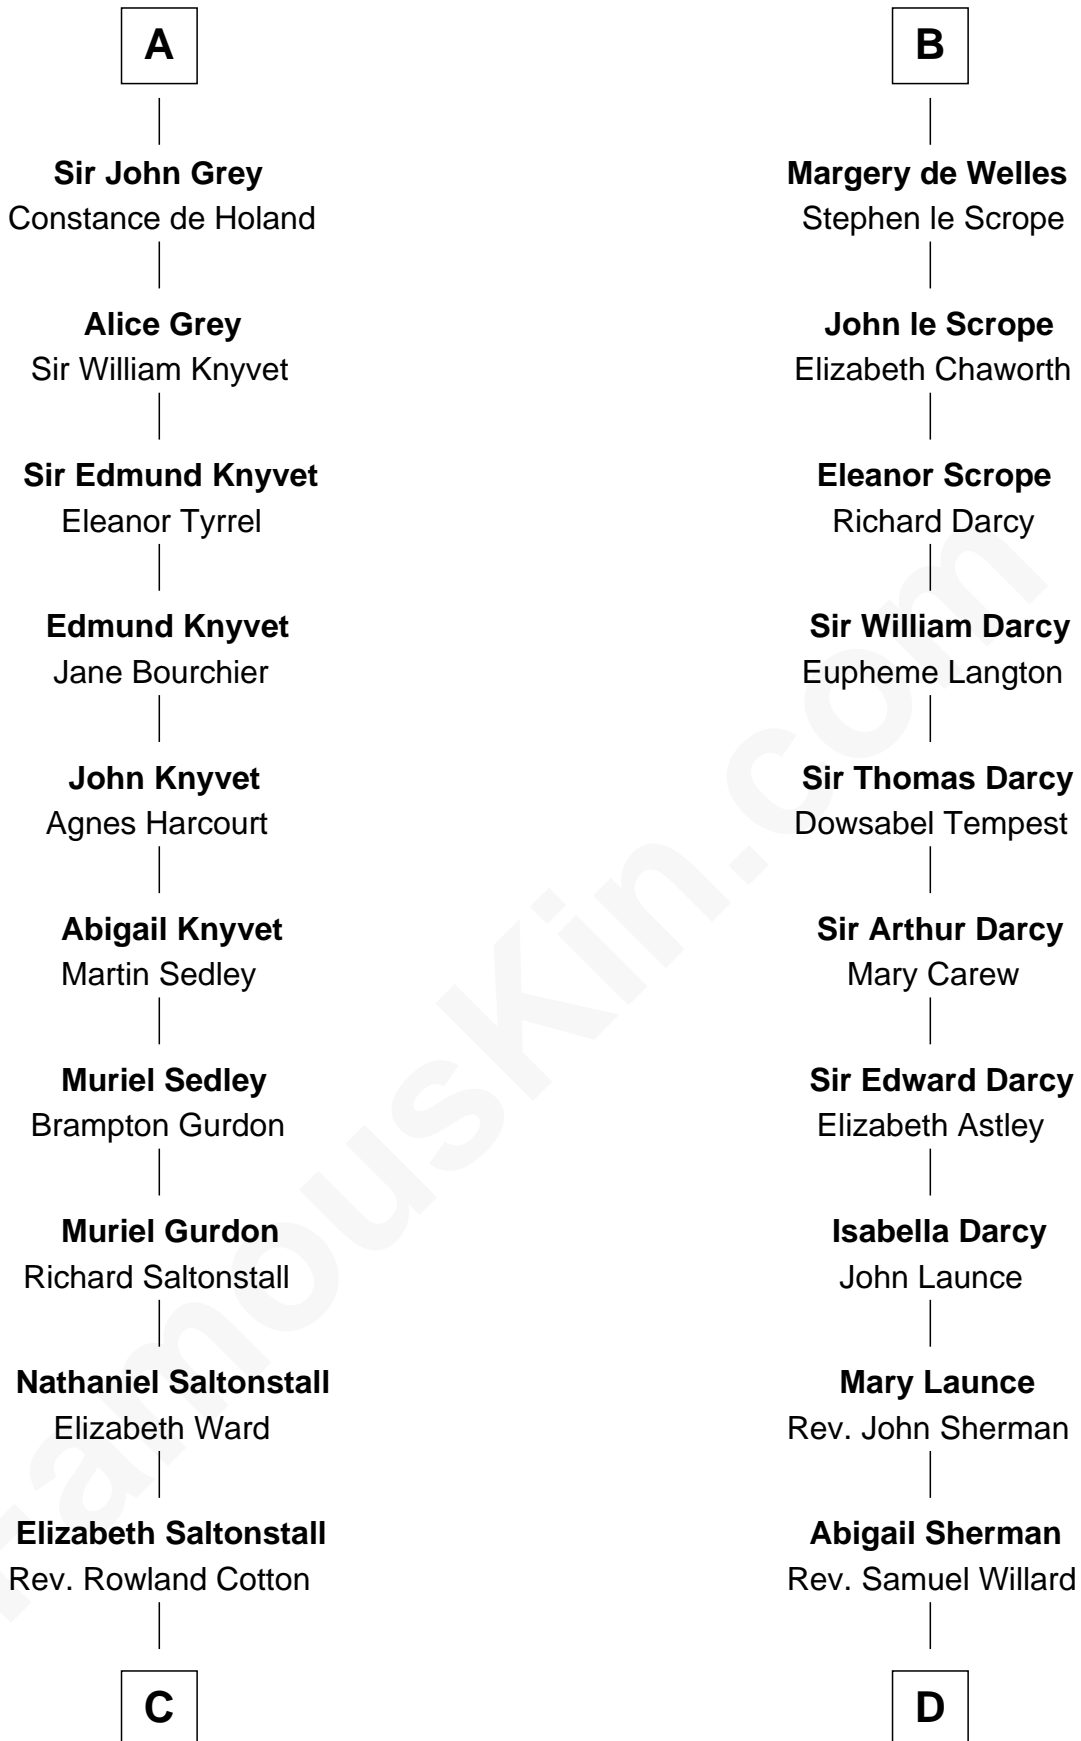 A
Sir John Grey
Constance de Holand
Alice Grey
Sir William Knyvet
Sir Edmund Knyvet
Eleanor Tyrrel
Edmund Knyvet
Jane Bourchier
John Knyvet
Agnes Harcourt
Abigail Knyvet
Martin Sedley
Muriel Sedley
Brampton Gurdon
Muriel Gurdon
Richard Saltonstall
Nathaniel Saltonstall
Elizabeth Ward
Elizabeth Saltonstall
Rev. Rowland Cotton
C
B
Margery de Welles
Stephen le Scrope
John le Scrope
Elizabeth Chaworth
Eleanor Scrope
Richard Darcy
Sir William Darcy
Eupheme Langton
Sir Thomas Darcy
Dowsabel Tempest
Sir Arthur Darcy
Mary Carew
Sir Edward Darcy
Elizabeth Astley
Isabella Darcy
John Launce
Mary Launce
Rev. John Sherman
Abigail Sherman
Rev. Samuel Willard
D
FamousKin.com